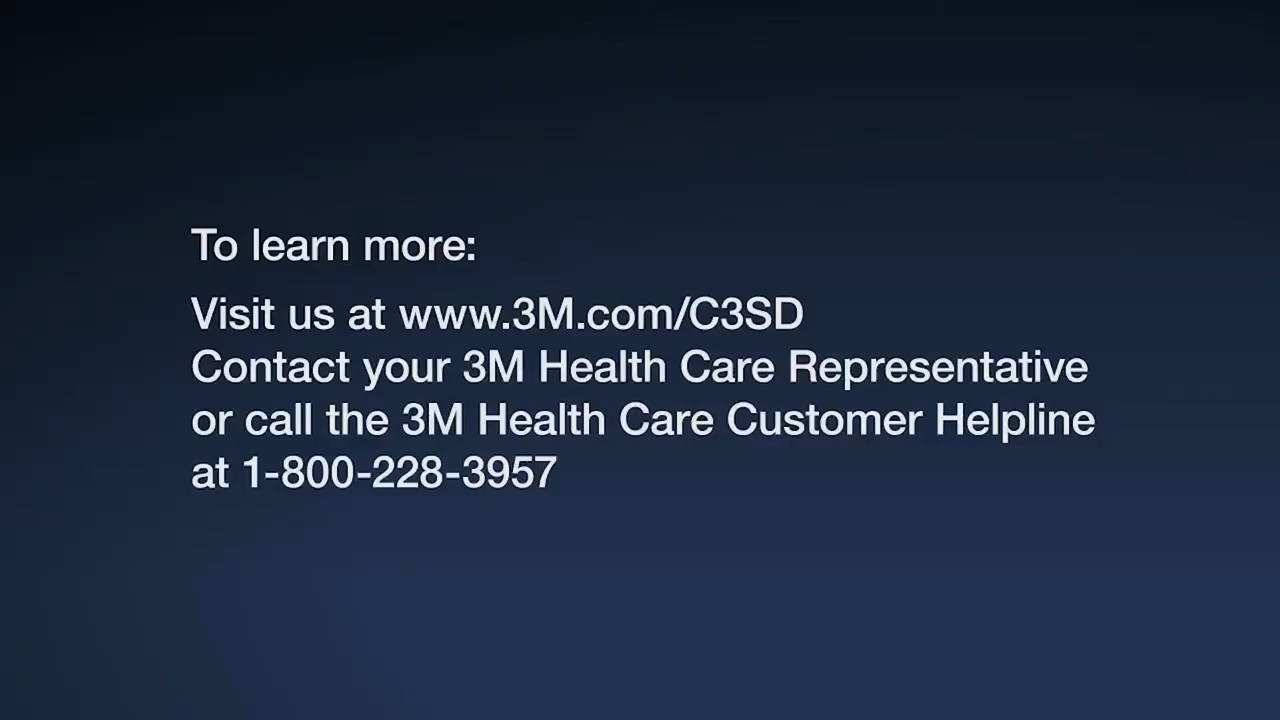 To learn more:
Visit us at www.3M.com/C3SD
Contact your 3M Health Care Representative
or call the 3M Health Care Customer Helpline
at 1-800-228-3957